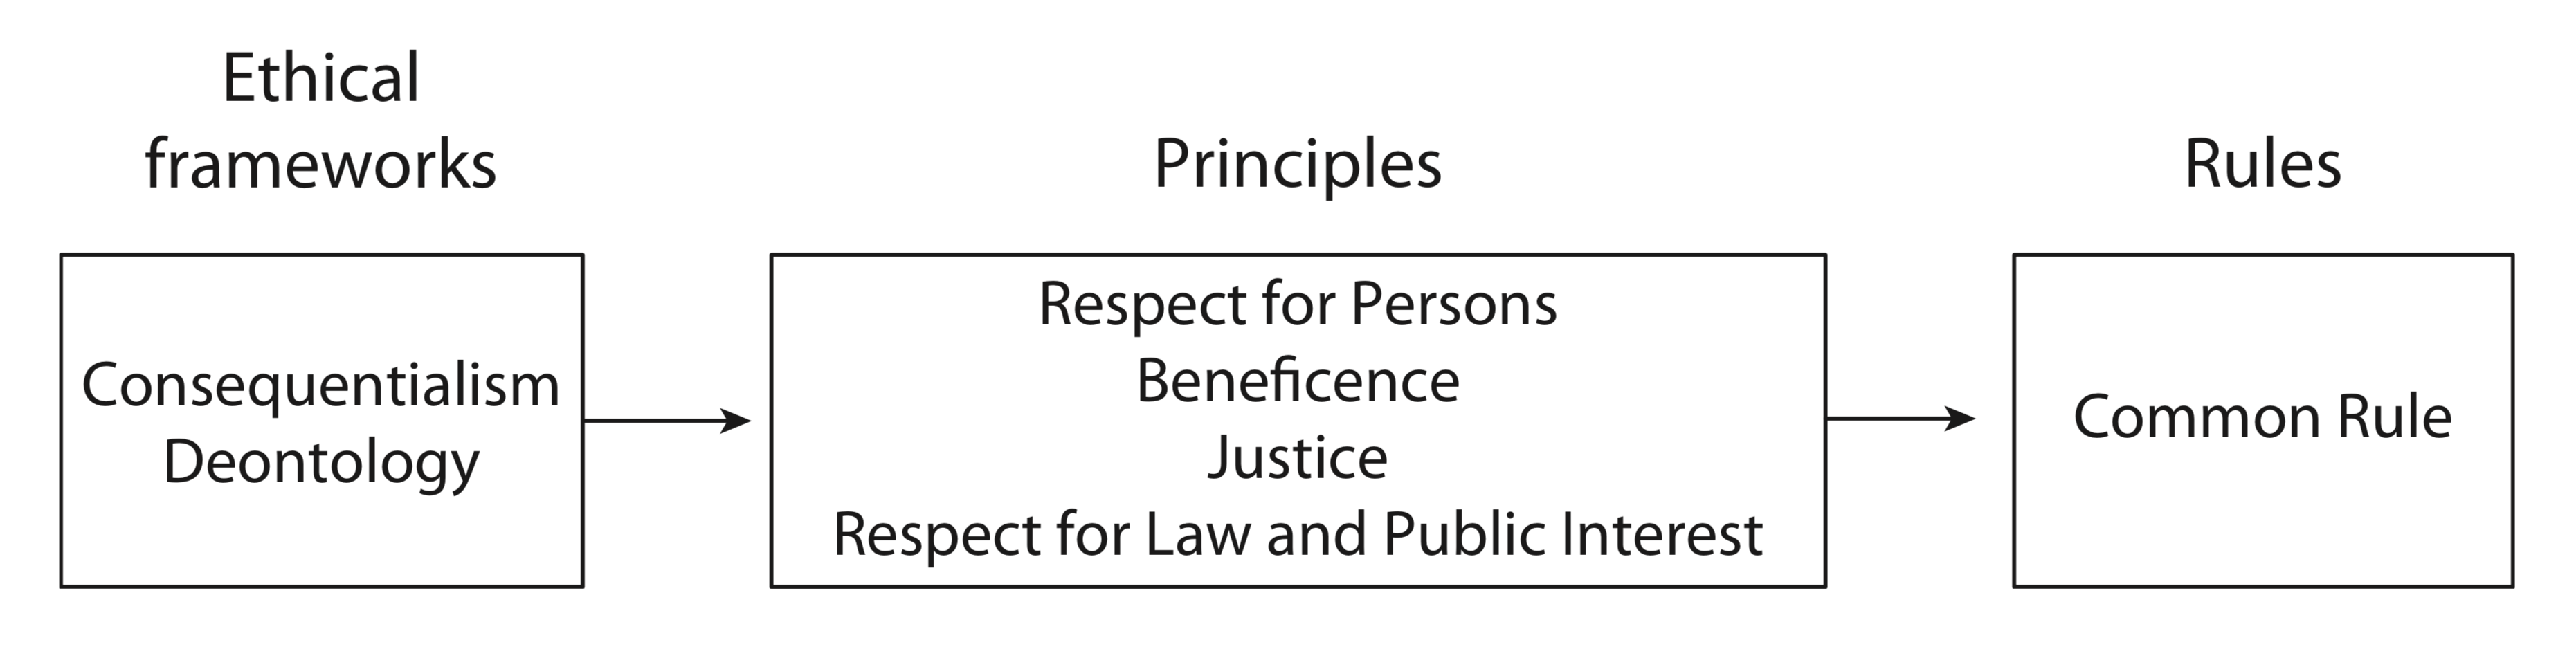 Ethical
frameworks
Principles
Rules
Consequentialism
Deontology
Respect for Persons
Beneficence
Justice
Respect for Law and Public Interest
Common Rule